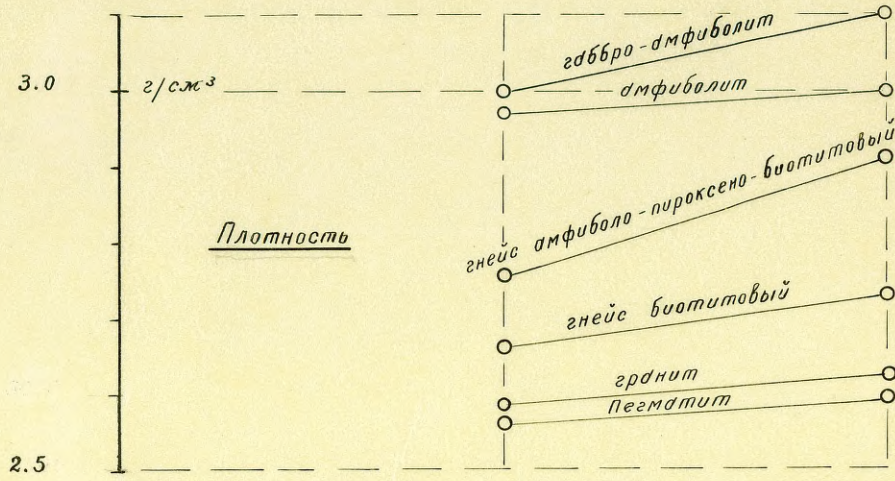 габбро-амфиболит
3.0
г/см³
амфиболит
гнейс амфиболо-пироксено-биотитовый
Плотность
гнейс биотитовый
гранит
Пегматит
2.5